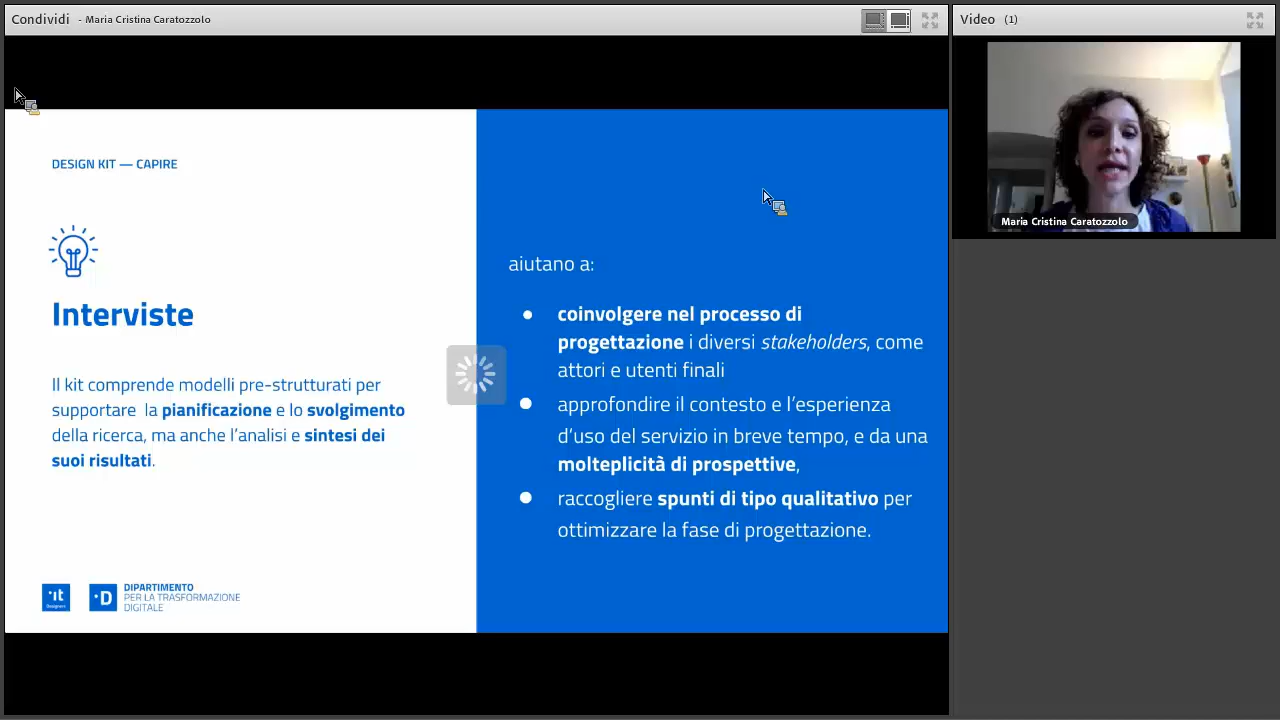 Condividi - Maria Cristina Caratozzolo
Video (1)
Maria Cristina Caratozzolo
DESIGN KIT — CAPIRE
Interviste
Il kit comprende modelli pre-strutturati per
supportare la pianificazione e lo svolgimento
della ricerca, ma anche l'analisi e sintesi dei
suoi risultati.
aiutano a:
● coinvolgere nel processo di
progettazione i diversi stakeholders, come
attori e utenti finali
● approfondire il contesto e l'esperienza
d'uso del servizio in breve tempo, e da una
molteplicità di prospettive,
● raccogliere spunti di tipo qualitativo per
ottimizzare la fase di progettazione.
·it
Designers
·D
DIPARTIMENTO
PER LA TRASFORMAZIONE
DIGITALE